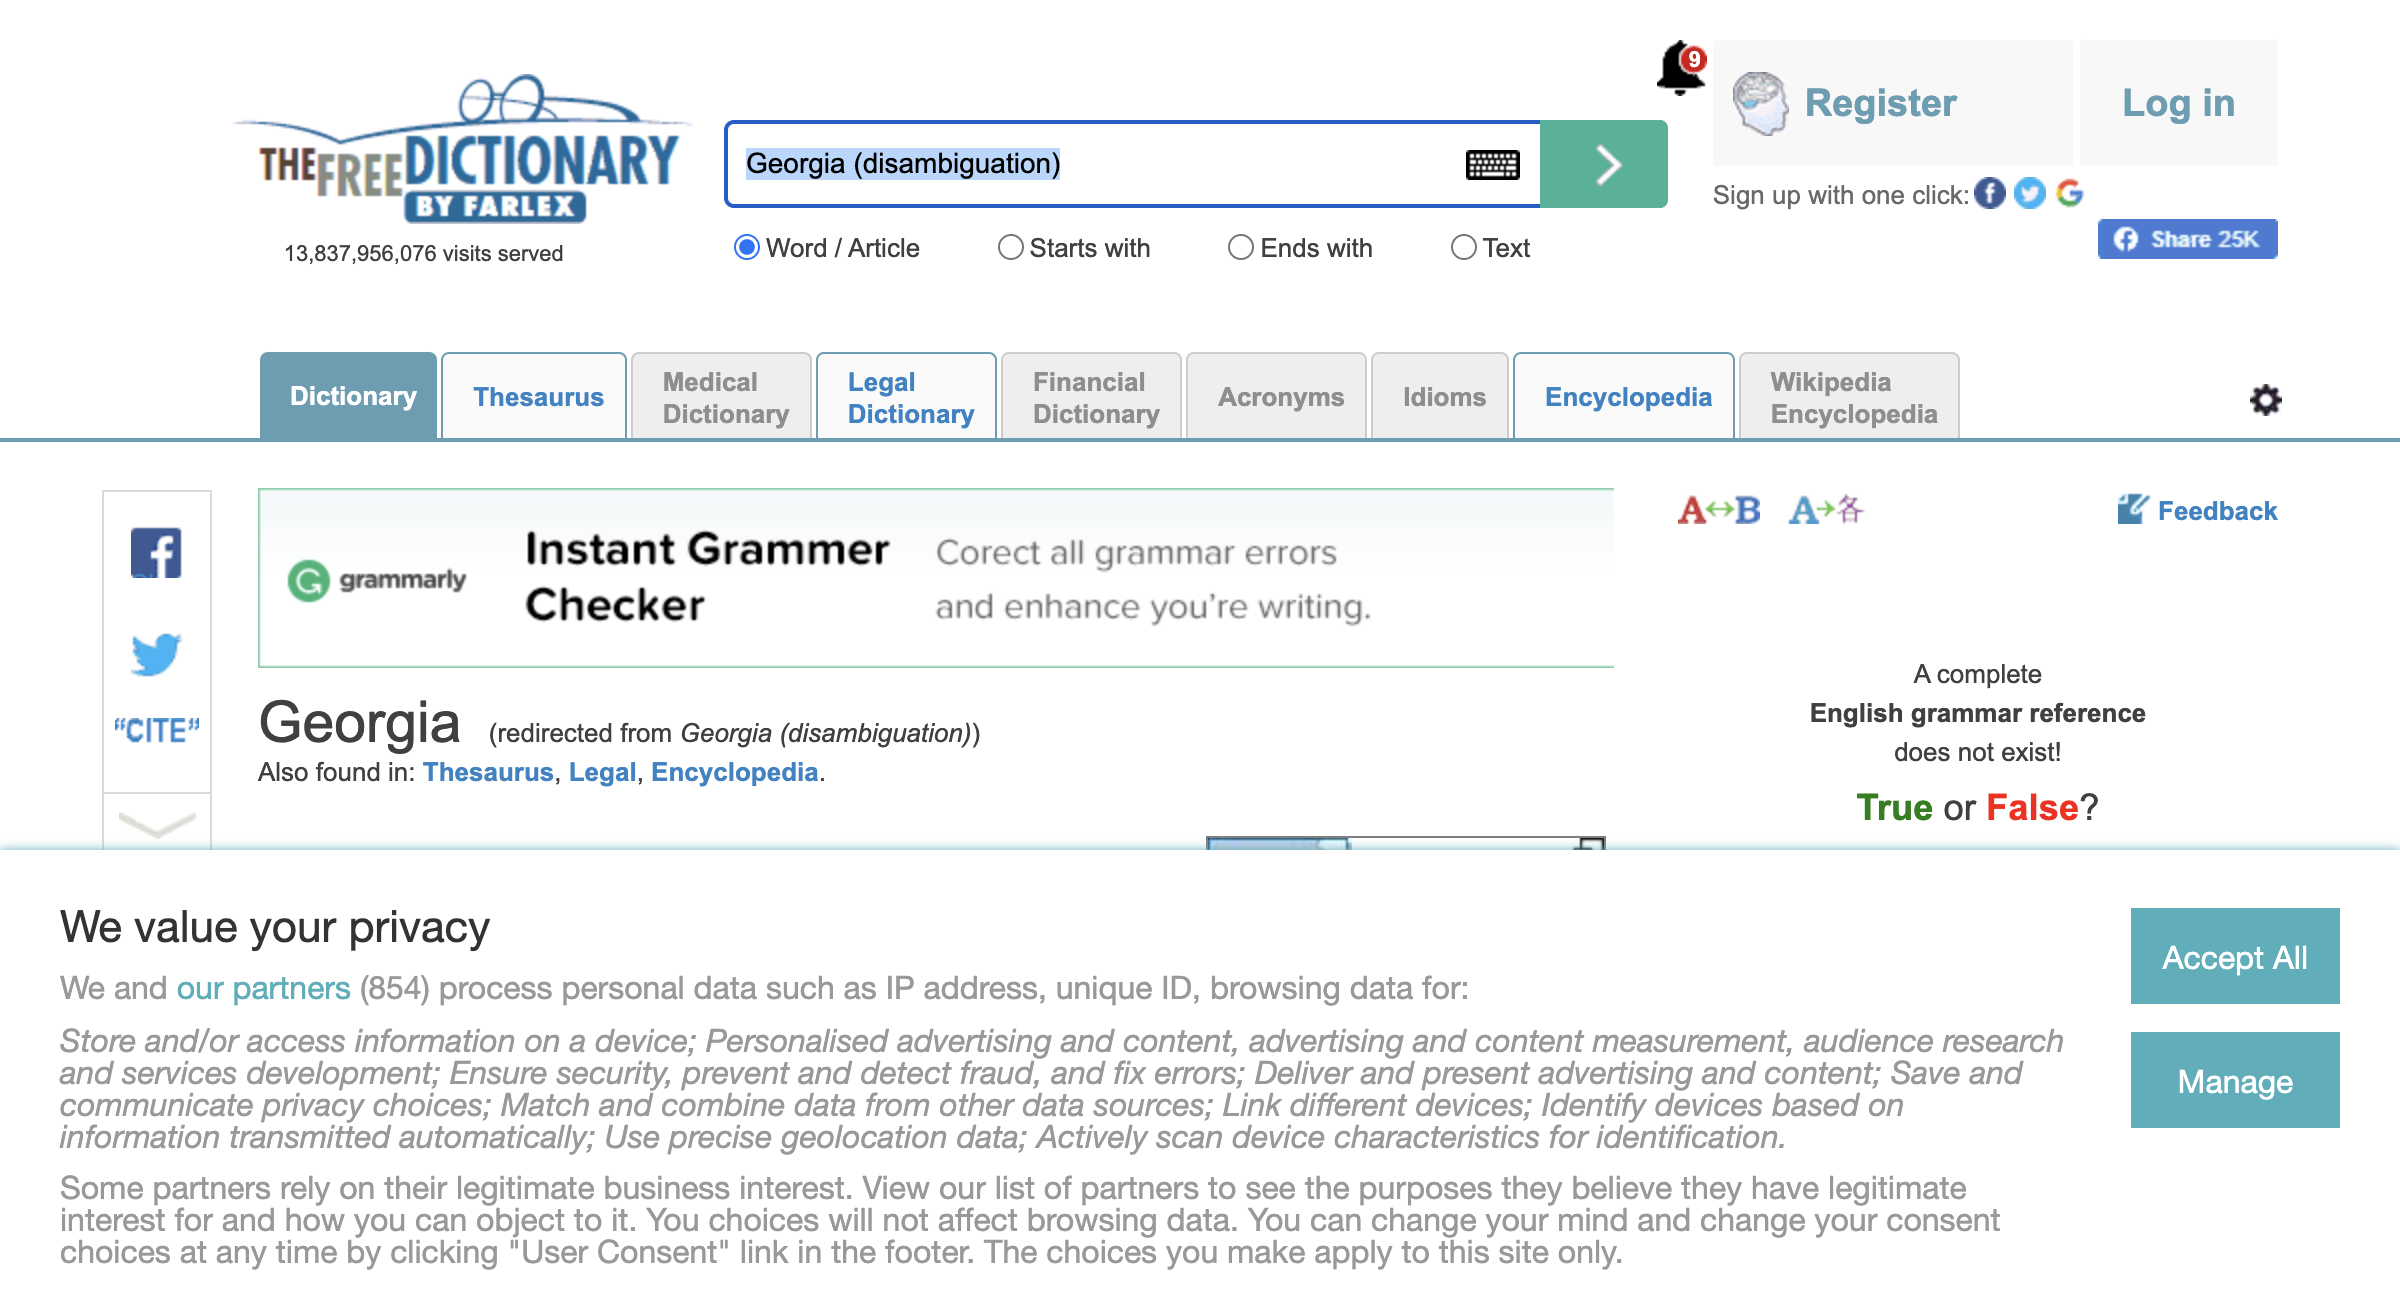 THE FREE DICTIONARY
BY FARLEX
13,837,956,076 visits served
Georgia (disambiguation)
Word / Article
Starts with
Ends with
Text
9
Register
Log in
Sign up with one click:
Share 25K
Dictionary
Thesaurus
Medical
Dictionary
Legal
Dictionary
Financial
Dictionary
Acronyms
Idioms
Encyclopedia
Wikipedia
Encyclopedia
"CITE"
grammarly
Instant Grammer
Checker
Corect all grammar errors
and enhance you're writing.
A↔B
A→各
Feedback
Georgia (redirected from Georgia (disambiguation))
Also found in: Thesaurus, Legal, Encyclopedia.
A complete
English grammar reference
does not exist!
True or False?
We value your privacy
We and our partners (854) process personal data such as IP address, unique ID, browsing data for:
Store and/or access information on a device; Personalised advertising and content, advertising and content measurement, audience research
and services development; Ensure security, prevent and detect fraud, and fix errors; Deliver and present advertising and content; Save and
communicate privacy choices; Match and combine data from other data sources; Link different devices; Identify devices based on
information transmitted automatically; Use precise geolocation data; Actively scan device characteristics for identification.
Some partners rely on their legitimate business interest. View our list of partners to see the purposes they believe they have legitimate
interest for and how you can object to it. You choices will not affect browsing data. You can change your mind and change your consent
choices at any time by clicking "User Consent" link in the footer. The choices you make apply to this site only.
Accept All
Manage